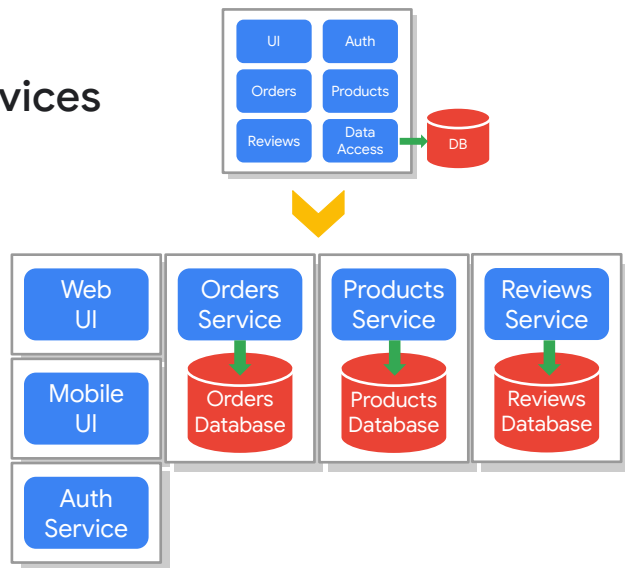 vices
UI
Auth
Orders
Products
Reviews
Data
Access
DB
Web
UI
Orders
Service
Products
Service
Reviews
Service
Mobile
UI
Orders
Database
Products
Database
Reviews
Database
Auth
Service